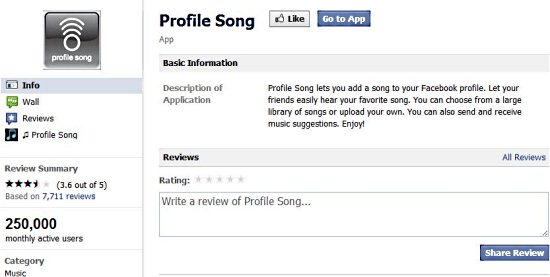 profile song
Info
Wall
Reviews
♫ Profile Song
Review Summary
(3.6 out of 5)
Based on 7,711 reviews
250,000
monthly active users
Category
Music
Profile Song
Like
Go to App
App
Basic Information
Description of
Application
Profile Song lets you add a song to your Facebook profile. Let your
friends easily hear your favorite song. You can choose from a large
library of songs or upload your own. You can also send and receive
music suggestions. Enjoy!
Reviews
All Reviews
Rating:
Write a review of Profile Song...
Share Review